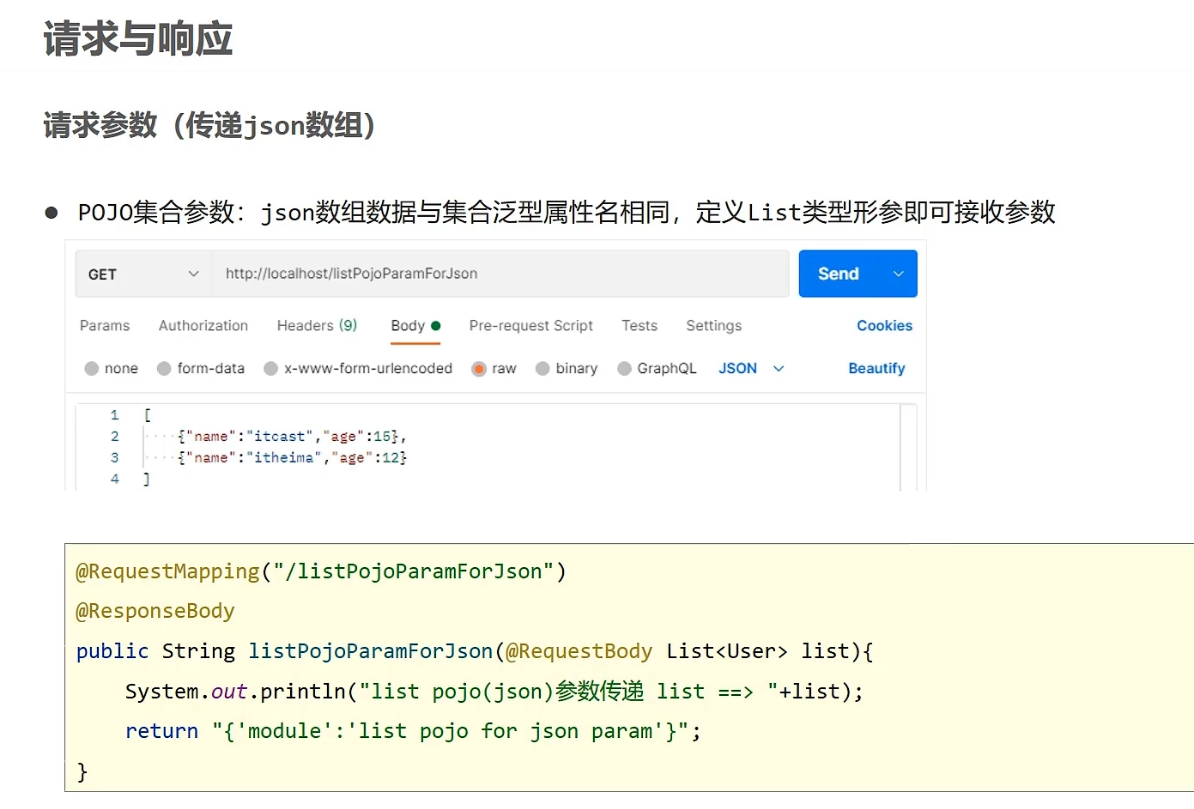 请求与响应
请求参数（传递json数组）
● POJO集合参数：json数组数据与集合泛型属性名相同，定义List类型形参即可接收参数
GET http://localhost/listPojoParamForJson Send
Params Authorization Headers (9) Body Pre-request Script Tests Settings Cookies
none form-data x-www-form-urlencoded raw binary GraphQL JSON Beautify
1 [
2 ····{"name":"itcast","age":15},
3 ····{"name":"itheima","age":12}
4 ]
@RequestMapping("/listPojoParamForJson")
@ResponseBody
public String listPojoParamForJson(@RequestBody List<User> list){
System.out.println("list pojo(json)参数传递 list ==> "+list);
return "{'module':'list pojo for json param'}";
}